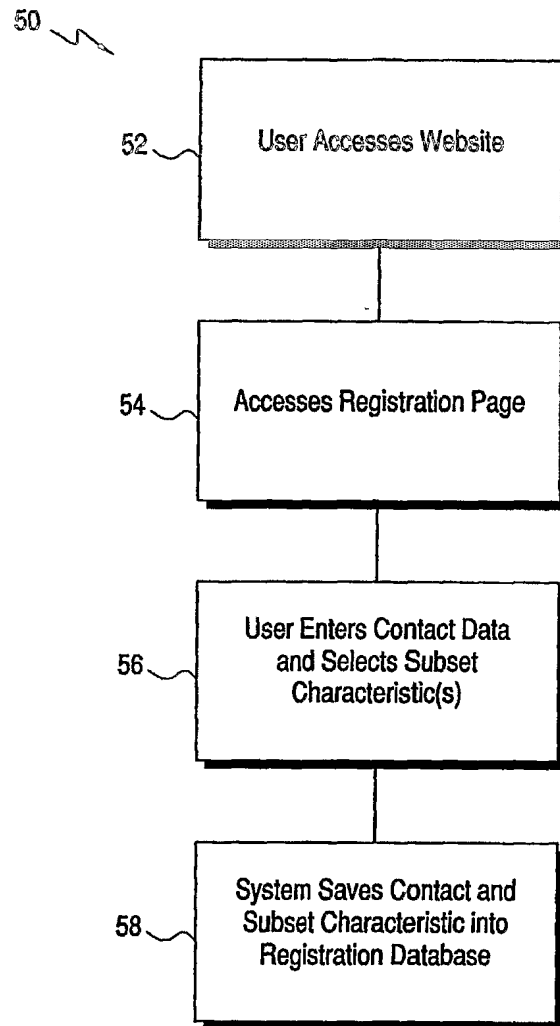 50
52
User Accesses Website
54
Accesses Registration Page
56
User Enters Contact Data
and Selects Subset
Characteristic(s)
58
System Saves Contact and
Subset Characteristic into
Registration Database